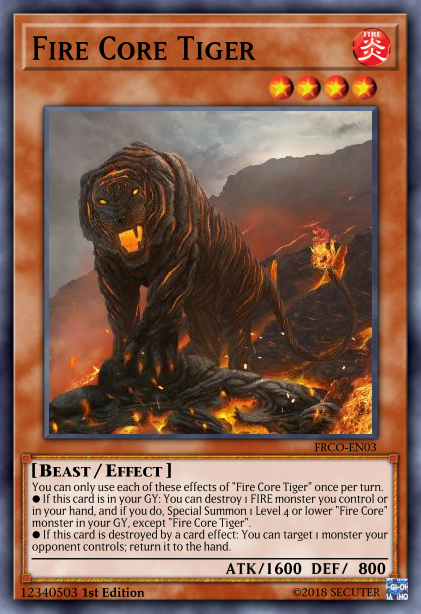 FIRE CORE TIGER
FIRE
炎
FRCO-EN03
[BEAST/EFFECT]
You can only use each of these effects of "Fire Core Tiger" once per turn.
●If this card is in your GY: You can destroy 1 FIRE monster you control or
in your hand, and if you do, Special Summon 1 Level 4 or lower "Fire Core"
monster in your GY, except "Fire Core Tiger".
●If this card is destroyed by a card effect: You can target 1 monster your
opponent controls; return it to the hand.
ATK/1600 DEF/ 800
12340503 1st Edition
©2018 SECUTER